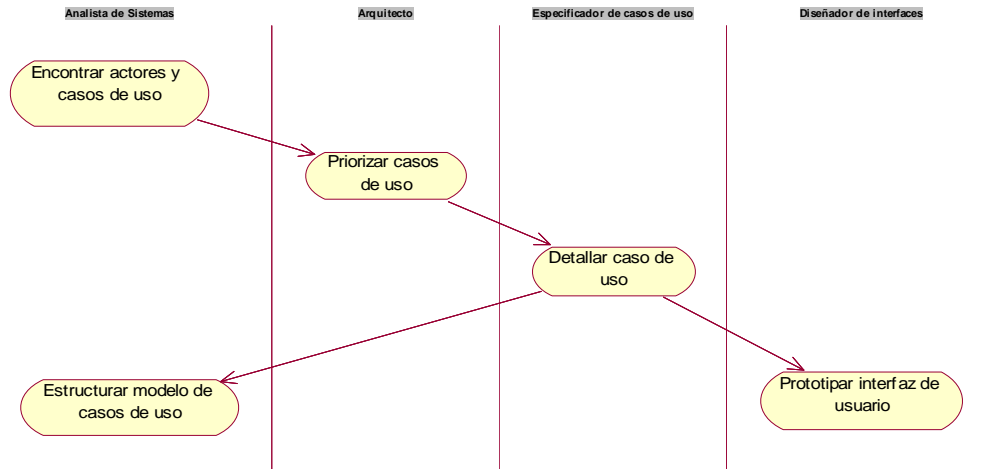 Analista de Sistemas
Arquitecto
Especificador de casos de uso
Diseñador de interfaces
Encontrar actores y
casos de uso
Priorizar casos
de uso
Detallar caso de
uso
Estructurar modelo de
casos de uso
Prototipar interfaz de
usuario